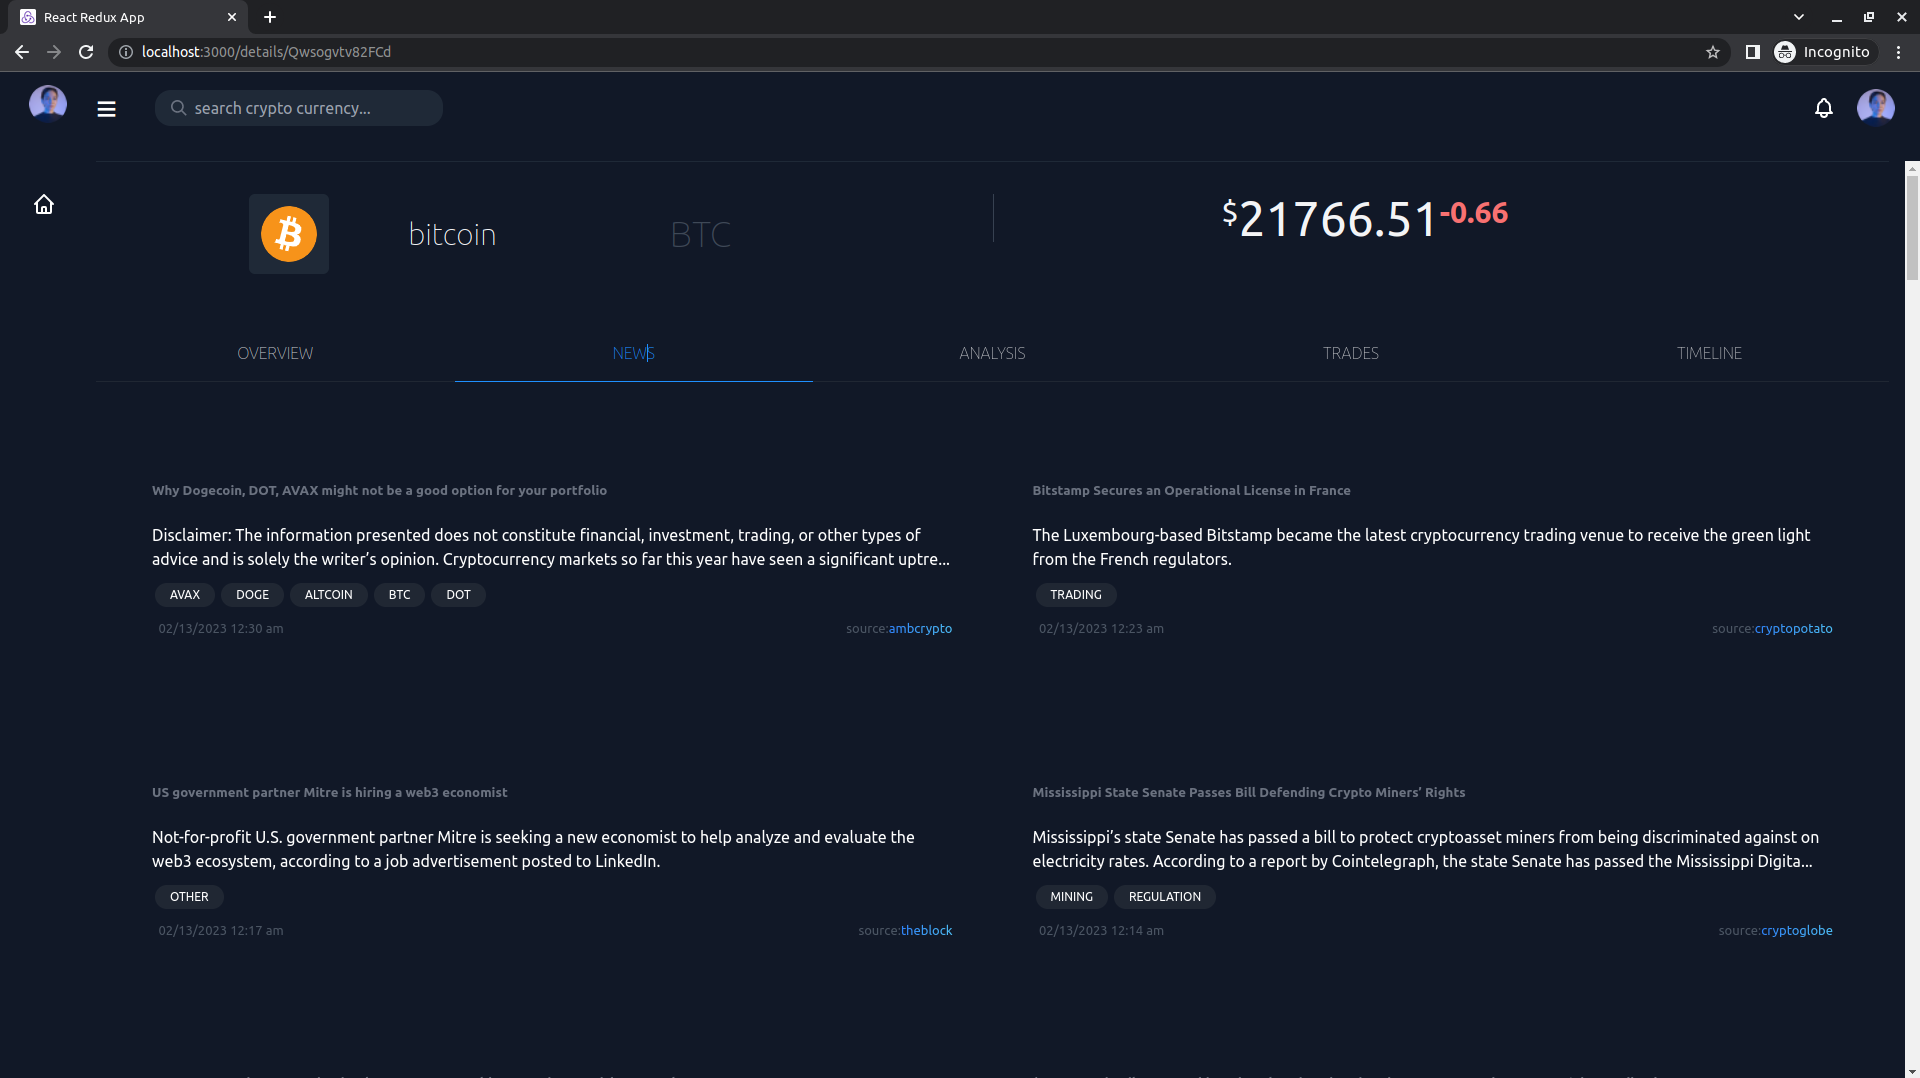 React Redux App
localhost:3000/details/Qwsogvtv82FCd
Incognito
search crypto currency...
bitcoin
BTC
$21766.51-0.66
OVERVIEW
NEWS
ANALYSIS
TRADES
TIMELINE
Why Dogecoin, DOT, AVAX might not be a good option for your portfolio
Disclaimer: The information presented does not constitute financial, investment, trading, or other types of
advice and is solely the writer’s opinion. Cryptocurrency markets so far this year have seen a significant uptre...
AVAX DOGE ALTCOIN BTC DOT
02/13/2023 12:30 am
source:ambcrypto
Bitstamp Secures an Operational License in France
The Luxembourg-based Bitstamp became the latest cryptocurrency trading venue to receive the green light
from the French regulators.
TRADING
02/13/2023 12:23 am
source:cryptopotato
US government partner Mitre is hiring a web3 economist
Not-for-profit U.S. government partner Mitre is seeking a new economist to help analyze and evaluate the
web3 ecosystem, according to a job advertisement posted to LinkedIn.
OTHER
02/13/2023 12:17 am
source:theblock
Mississippi State Senate Passes Bill Defending Crypto Miners’ Rights
Mississippi’s state Senate has passed a bill to protect cryptoasset miners from being discriminated against on
electricity rates. According to a report by Cointelegraph, the state Senate has passed the Mississippi Digita...
MINING REGULATION
02/13/2023 12:14 am
source:cryptoglobe